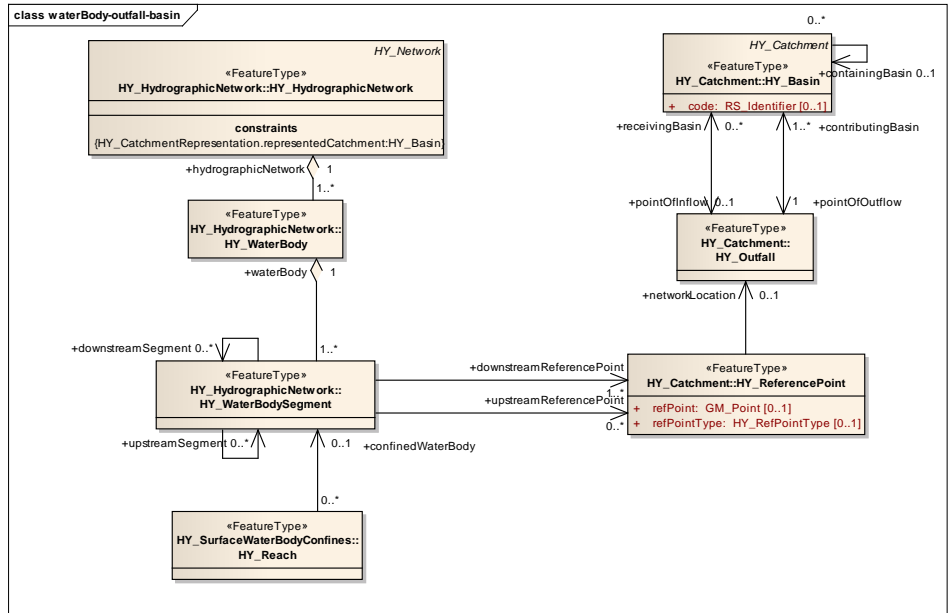 class waterBody-outfall-basin
HY_Network
«FeatureType»
HY_HydrographicNetwork::HY_HydrographicNetwork
constraints
{HY_CatchmentRepresentation.representedCatchment:HY_Basin}
+hydrographicNetwork 1
1..*
«FeatureType»
HY_HydrographicNetwork::
HY_WaterBody
+waterBody 1
1..*
+downstreamSegment 0..*
«FeatureType»
HY_HydrographicNetwork::
HY_WaterBodySegment
+upstreamSegment 0..*
0..1 +confinedWaterBody
0..*
«FeatureType»
HY_SurfaceWaterBodyConfines::
HY_Reach
0..*
HY_Catchment
«FeatureType»
HY_Catchment::HY_Basin
+ code: RS_Identifier [0..1]
+containingBasin 0..1
+receivingBasin 0..*
1..* +contributingBasin
+pointOfInflow 0..1
1 +pointOfOutflow
«FeatureType»
HY_Catchment::
HY_Outfall
+networkLocation 0..1
+downstreamReferencePoint
1..*
+upstreamReferencePoint
0..*
«FeatureType»
HY_Catchment::HY_ReferencePoint
+ refPoint: GM_Point [0..1]
+ refPointType: HY_RefPointType [0..1]